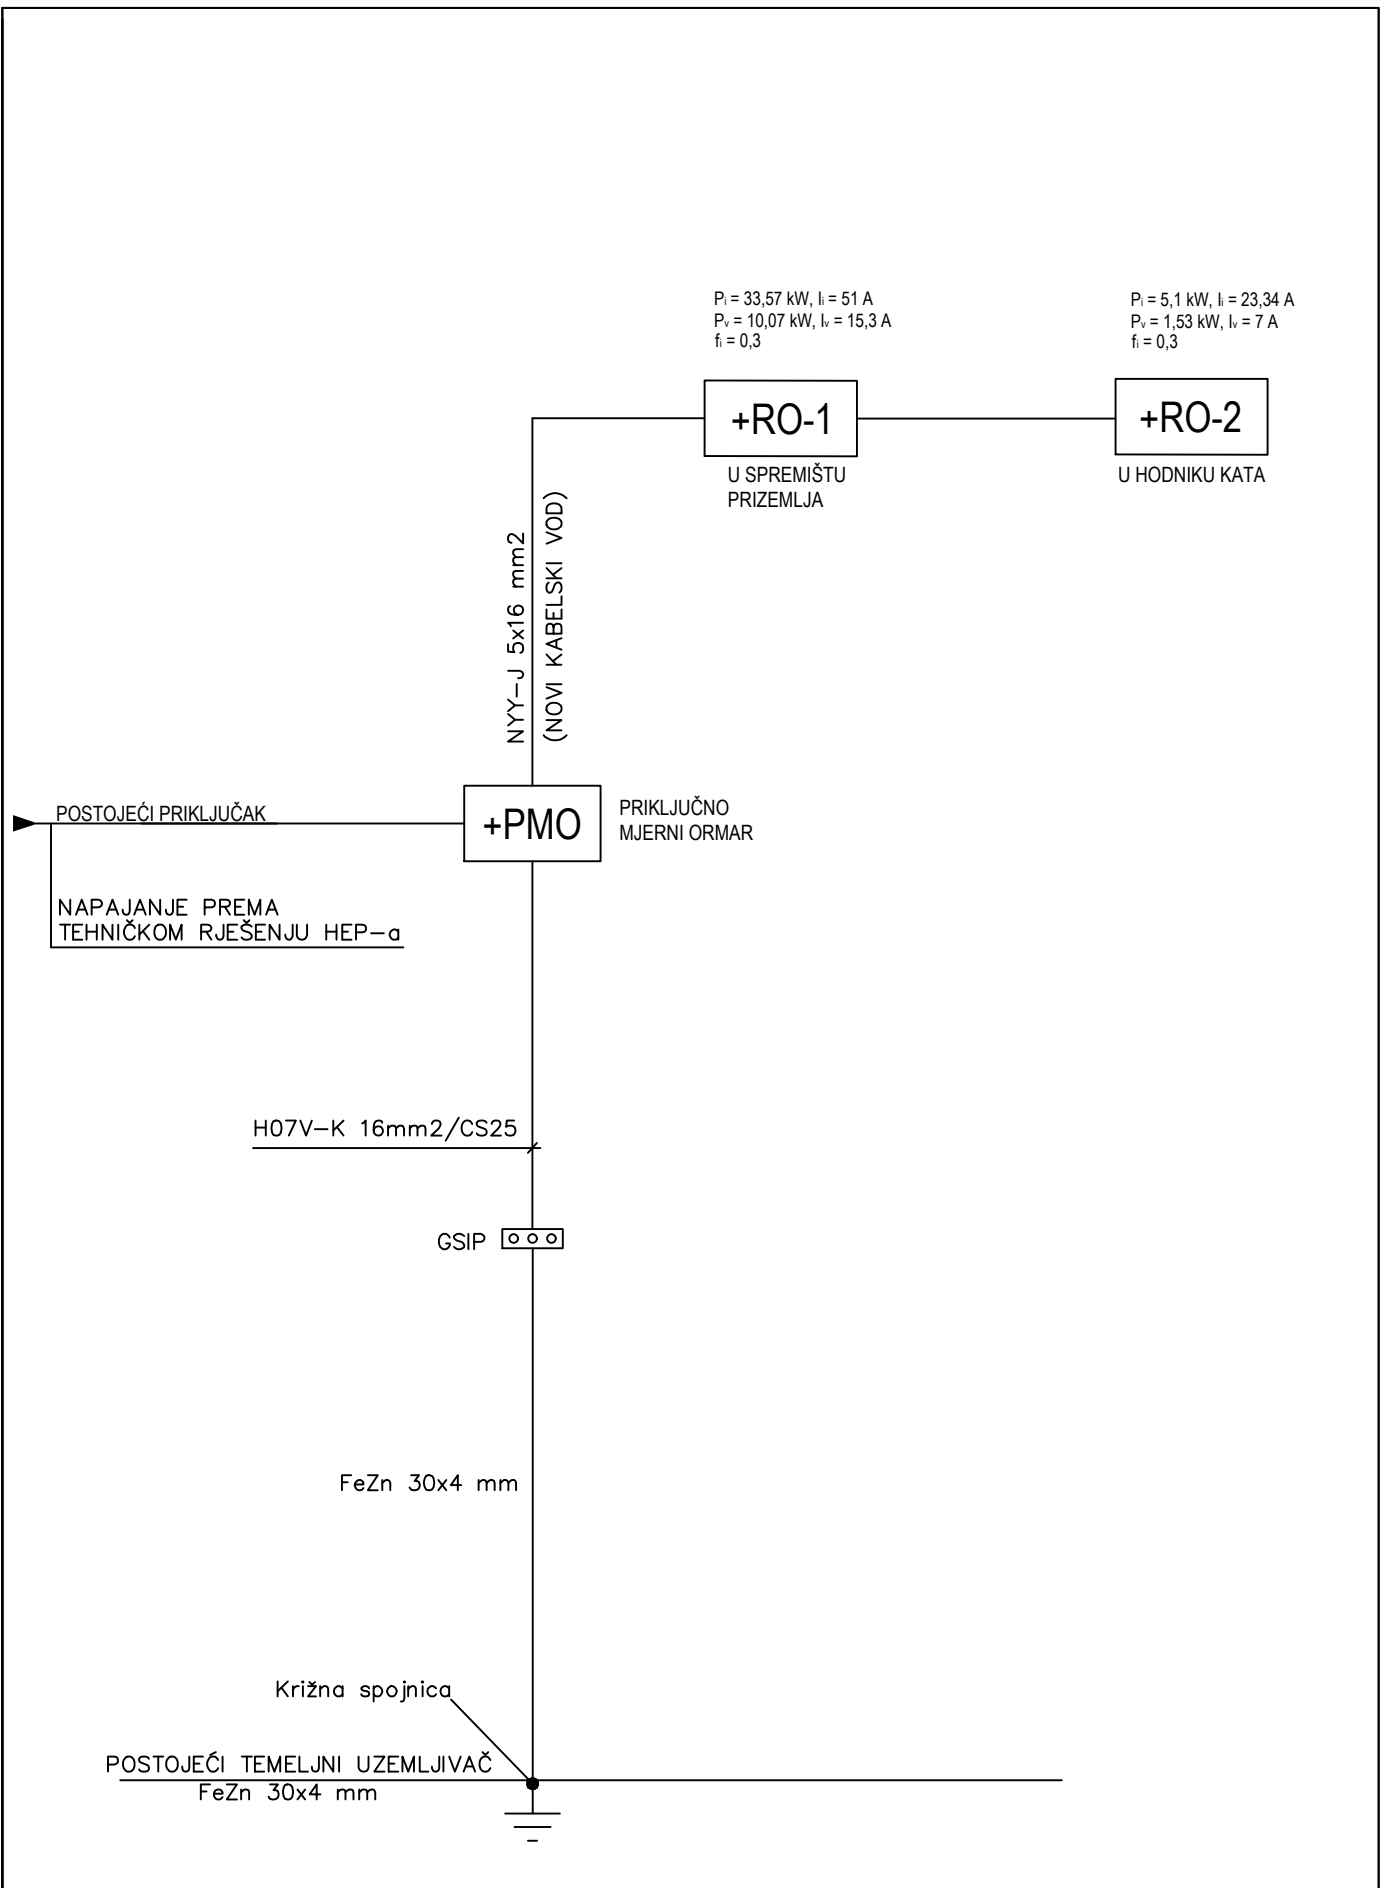 Pi = 33,57 kW, Ii = 51 A
Pv = 10,07 kW, Iv = 15,3 A
fi = 0,3
Pi = 5,1 kW, Ii = 23,34 A
Pv = 1,53 kW, Iv = 7 A
fi = 0,3
+RO-1
+RO-2
U SPREMIŠTU
PRIZEMLJA
U HODNIKU KATA
NYY-J 5x16 mm2
(NOVI KABELSKI VOD)
POSTOJEĆI PRIKLJUČAK
+PMO
PRIKLJUČNO
MJERNI ORMAR
NAPAJANJE PREMA
TEHNIČKOM RJEŠENJU HEP-a
H07V-K 16mm2/CS25
GSIP
FeZn 30x4 mm
Križna spojnica
POSTOJEĆI TEMELJNI UZEMLJIVAČ
FeZn 30x4 mm